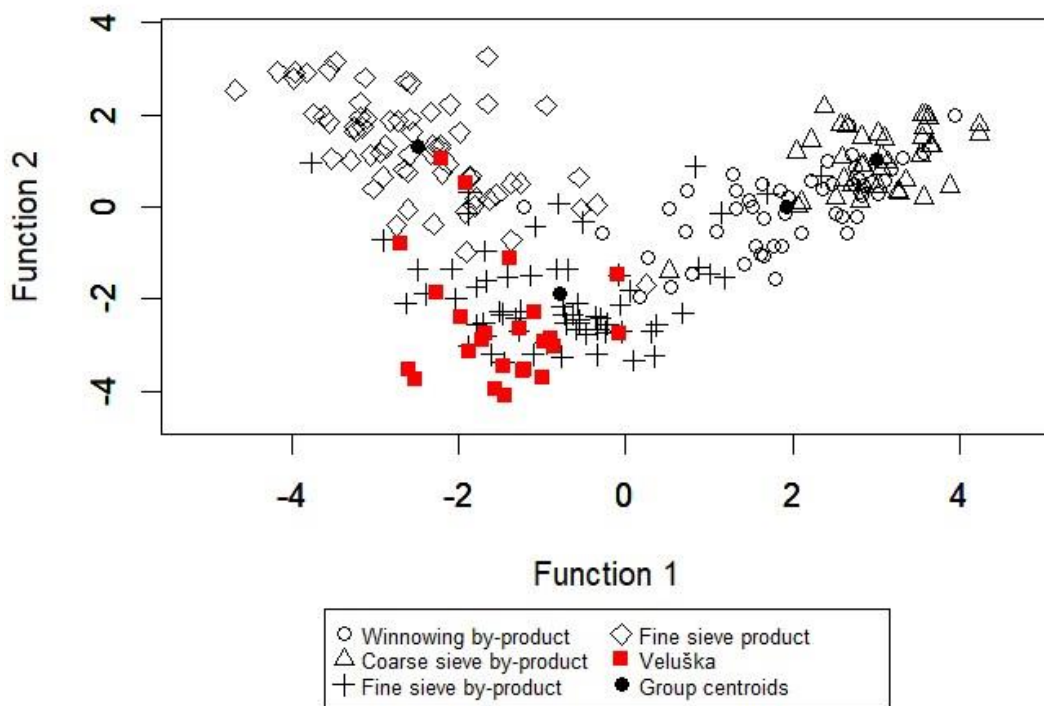 4
2
0
-2
-4
Function 2
-4 -2 0 2 4
Function 1
Winnowing by-product Fine sieve product
Coarse sieve by-product Veluška
Fine sieve by-product Group centroids